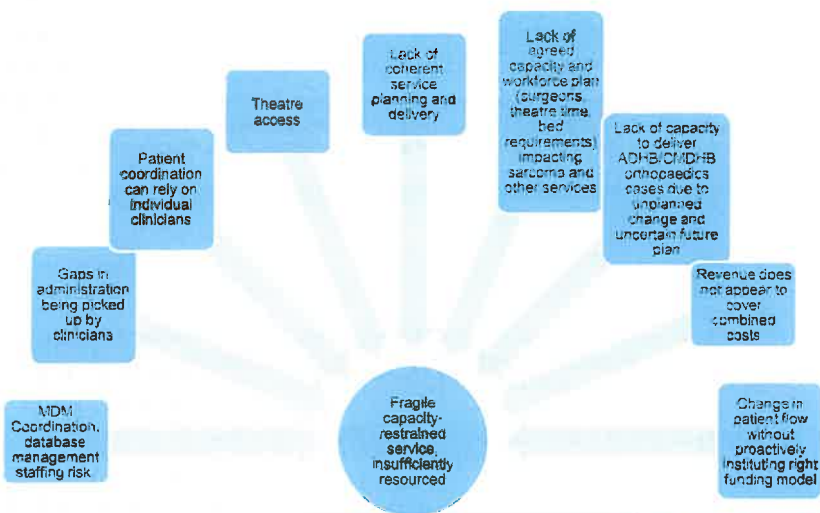 MDM
Coordination,
database
management
staffing risk
Gaps in
administration
being picked
up by
clinicians
Patient
coordination
can rely on
individual
clinicians
Theatre
access
Lack of
coherent
service
planning and
delivery
Lack of
agreed
capacity and
workforce plan
(surgeons,
theatre time,
bed
requirements)
impacting
sarcoma and
other services
Lack of capacity
to deliver
ADHB/CMDHB
orthopaedics
cases due to
unplanned
change and
uncertain future
plan
Revenue does
not appear to
cover
combined
costs
Change in
patient flow
without
proactively
instituting right
funding model
Fragile
capacity-
restrained
service,
insufficiently
resourced